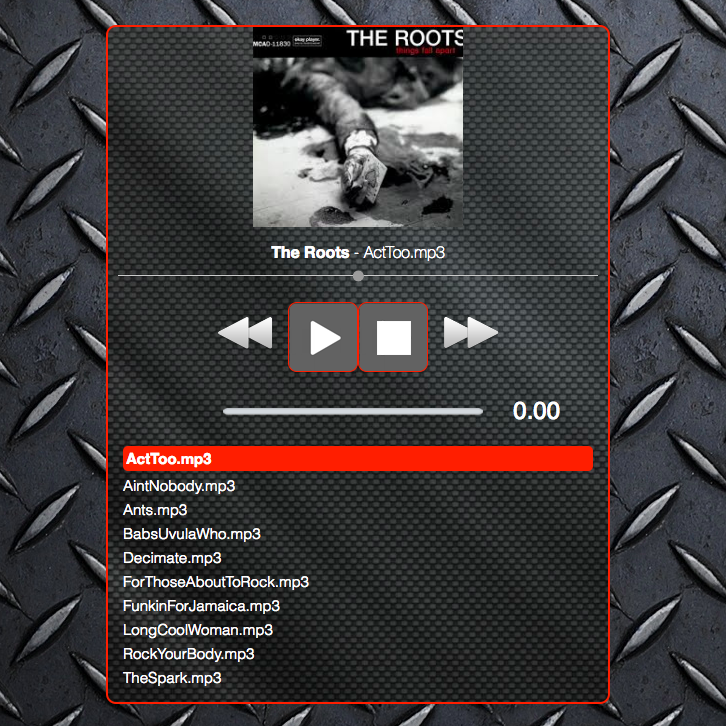 MCAD-11830 okay player. THE ROOTS
things fall apart
The Roots - ActToo.mp3
0.00
ActToo.mp3
AintNobody.mp3
Ants.mp3
BabsUvulaWho.mp3
Decimate.mp3
ForThoseAboutToRock.mp3
FunkinForJamaica.mp3
LongCoolWoman.mp3
RockYourBody.mp3
TheSpark.mp3